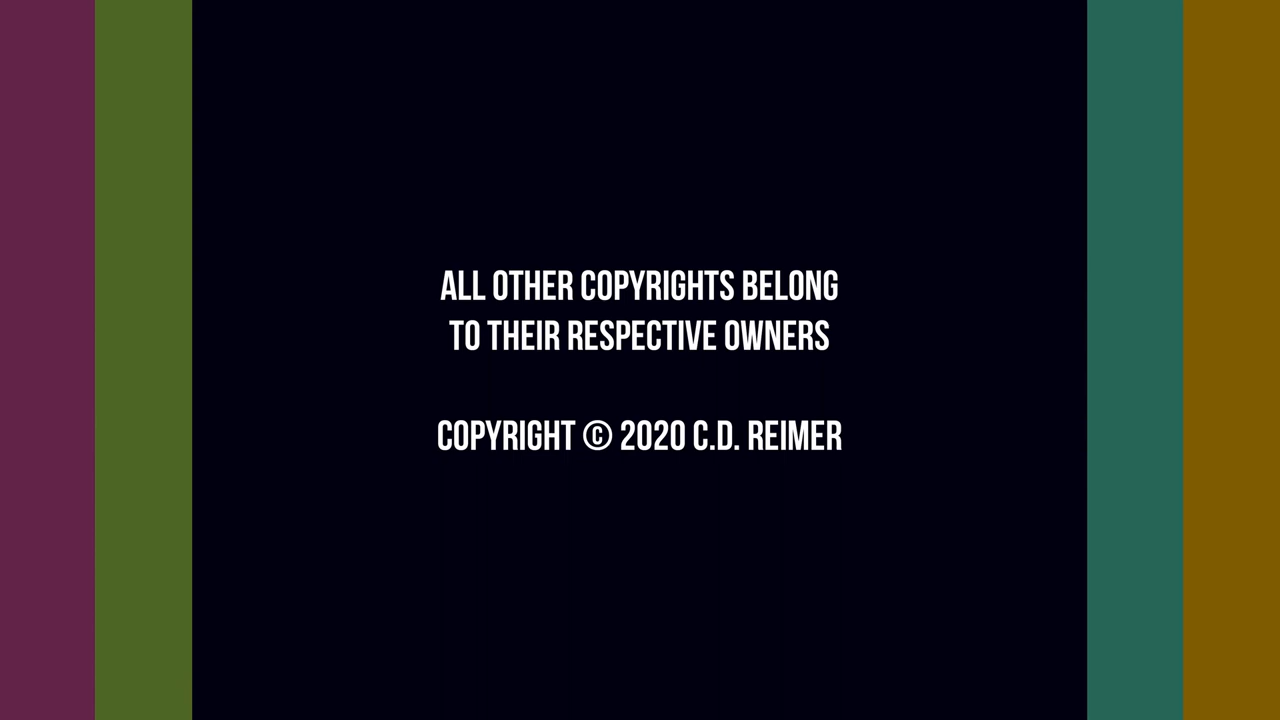 ALL OTHER COPYRIGHTS BELONG
TO THEIR RESPECTIVE OWNERS
COPYRIGHT © 2020 C.D. REIMER